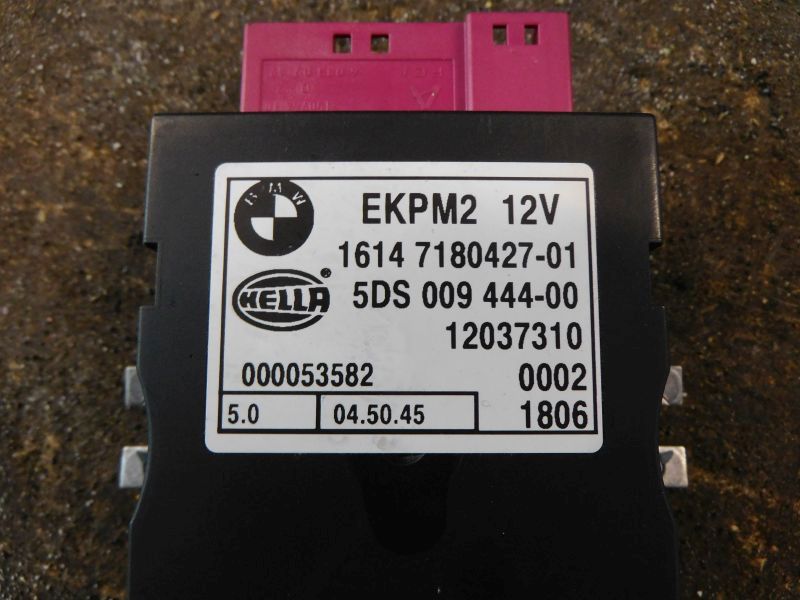 BMW
EKPM2 12V
1614 7180427-01
HELLA ®
5DS 009 444-00
12037310
000053582
0002
5.0
04.50.45
1806